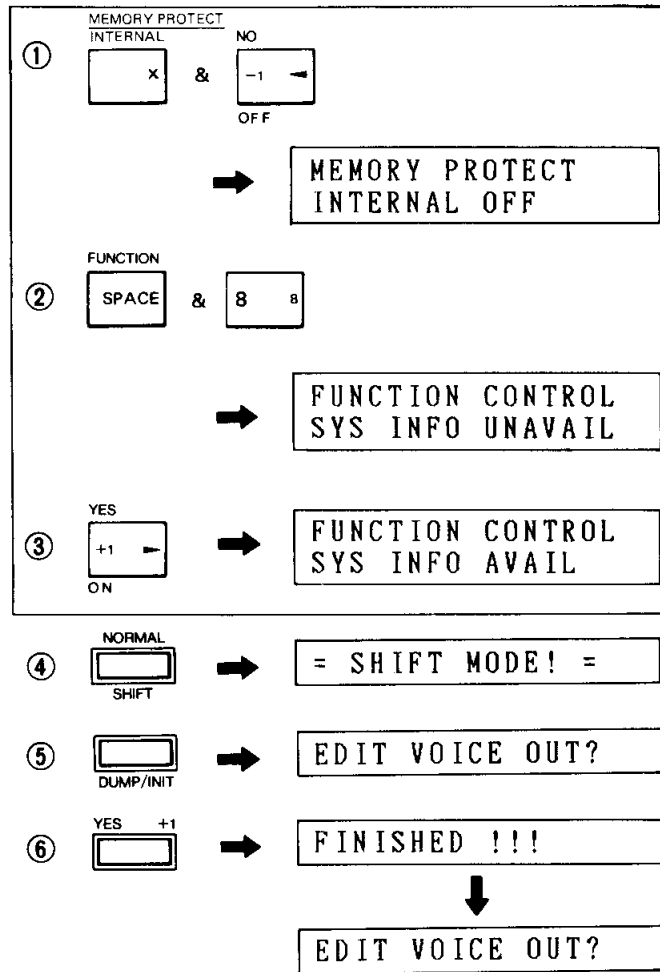 MEMORY PROTECT
INTERNAL NO
① x & -1
OFF
MEMORY PROTECT
INTERNAL OFF
FUNCTION
② SPACE & 8 8
FUNCTION CONTROL
SYS INFO UNAVAIL
YES
③ +1
ON
FUNCTION CONTROL
SYS INFO AVAIL
NORMAL
④ = SHIFT MODE! =
SHIFT
⑤ EDIT VOICE OUT?
DUMP/INIT
YES +1
⑥ FINISHED !!!
EDIT VOICE OUT?